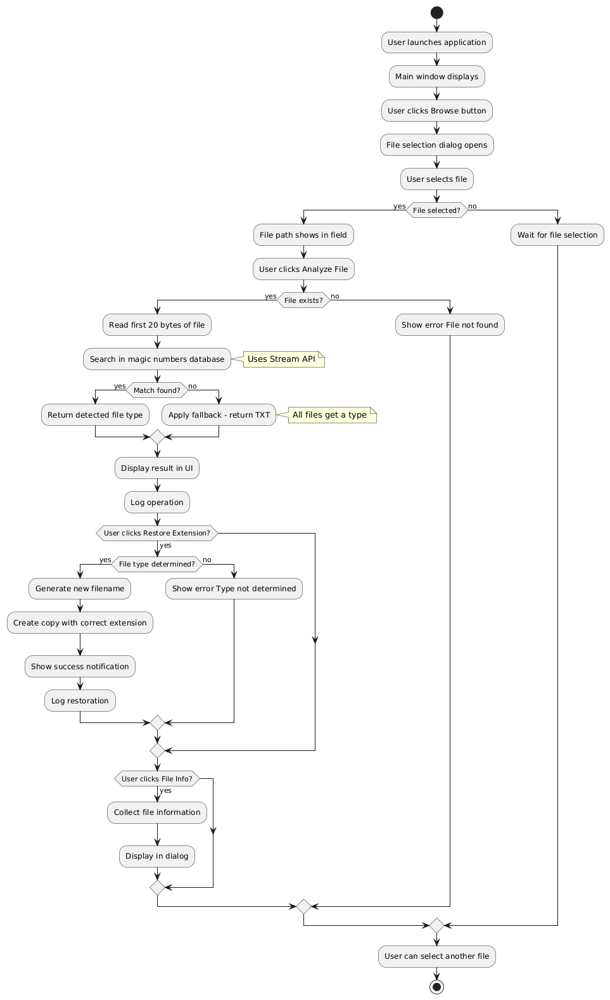 User launches application
Main window displays
User clicks Browse button
File selection dialog opens
User selects file
yes
File selected?
no
File path shows in field
Wait for file selection
User clicks Analyze File
yes
File exists?
no
Read first 20 bytes of file
Show error File not found
Search in magic numbers database
Uses Stream API
yes
Match found?
no
Return detected file type
Apply fallback - return TXT
All files get a type
Display result in UI
Log operation
User clicks Restore Extension?
yes
yes
File type determined?
no
Generate new filename
Show error Type not determined
Create copy with correct extension
Show success notification
Log restoration
User clicks File Info?
yes
Collect file information
Display in dialog
User can select another file